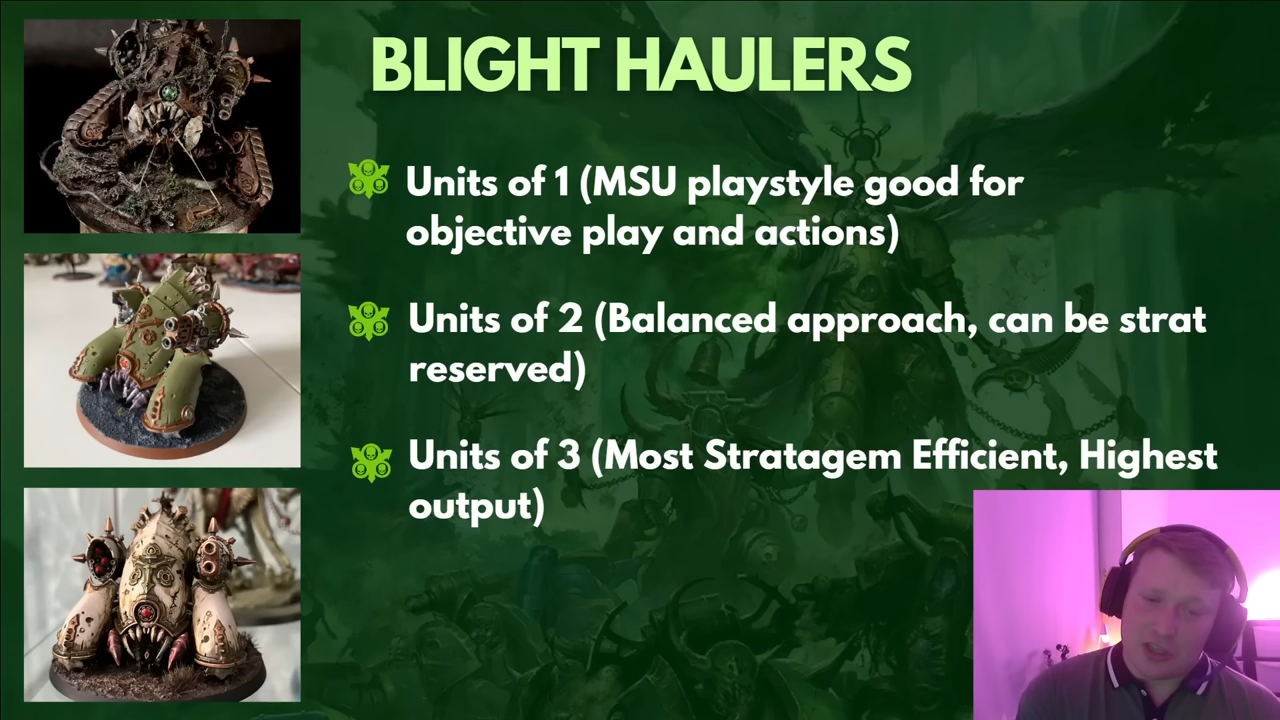 BLIGHT HAULERS
Units of 1 (MSU playstyle good for
objective play and actions)
Units of 2 (Balanced approach, can be strat
reserved)
Units of 3 (Most Stratagem Efficient, Highest
output)